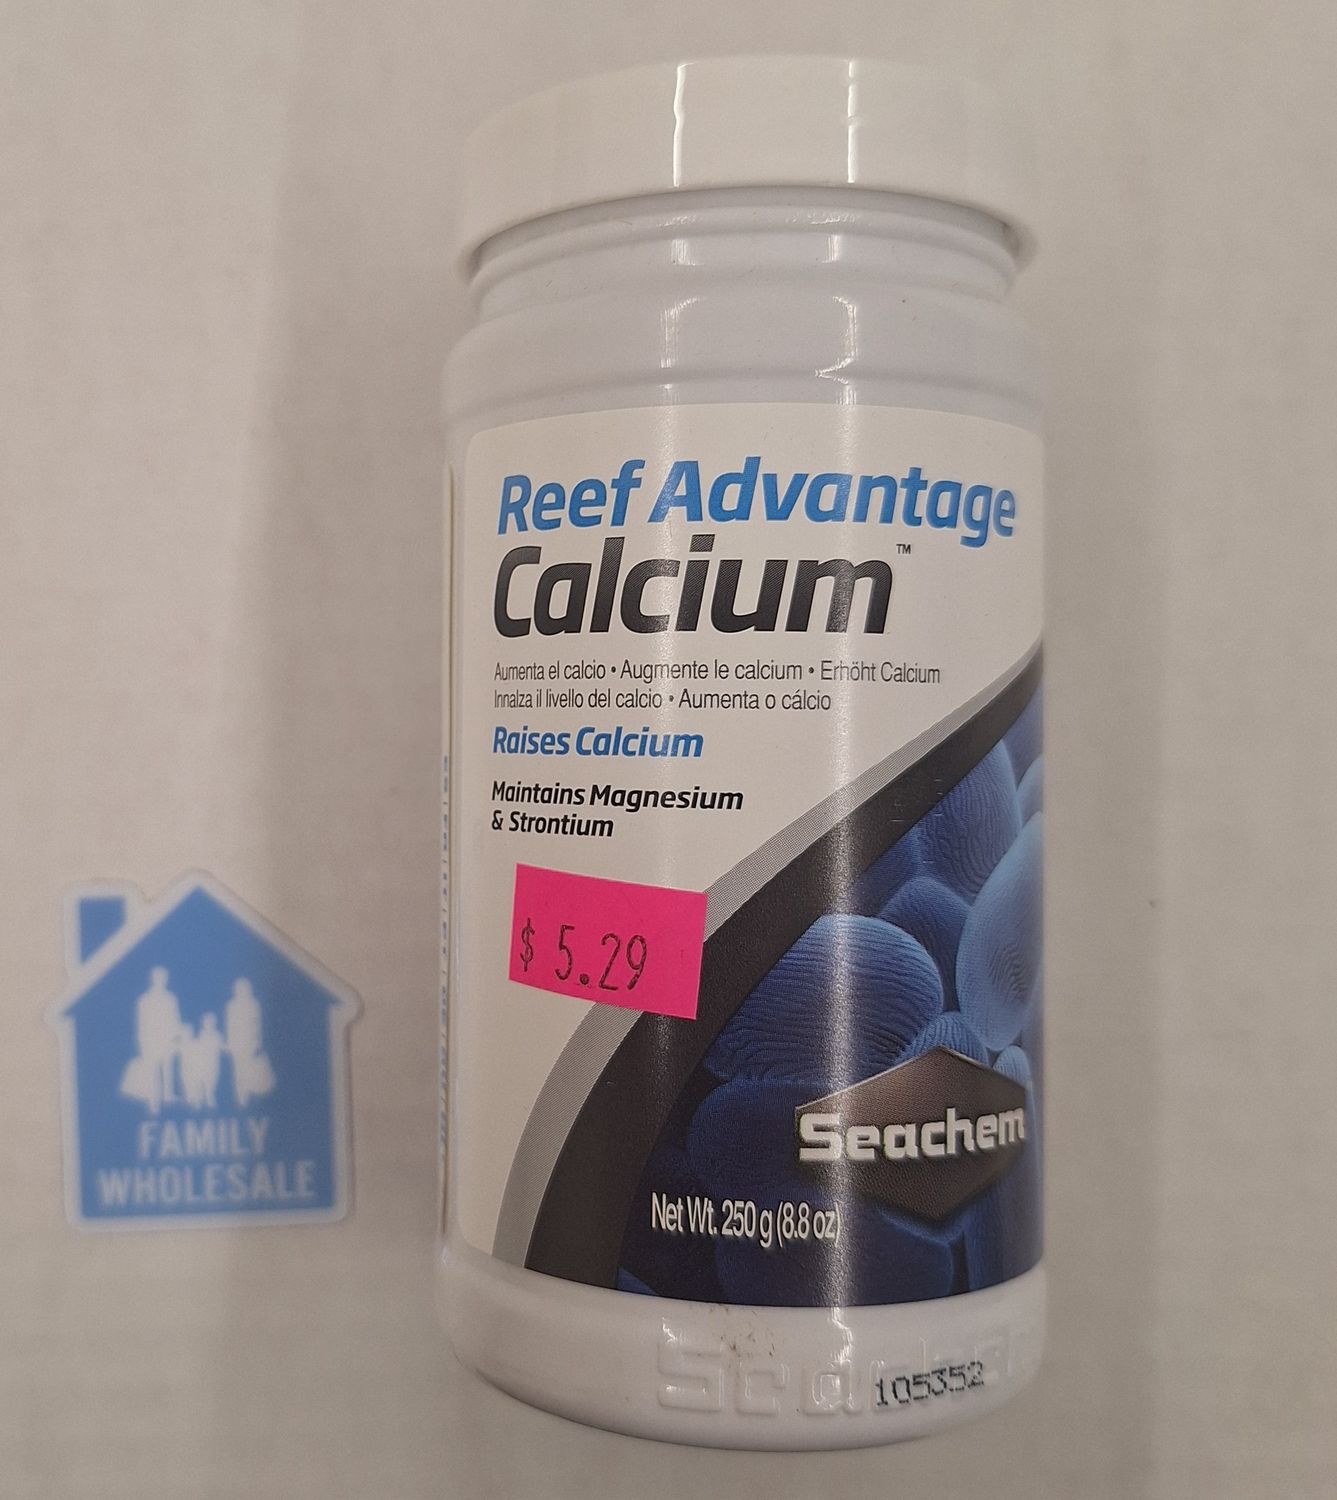 Reef Advantage
Calcium™
Aumenta el calcio • Augmente le calcium • Erhöht Calcium
Innalza il livello del calcio • Aumenta o cálcio
Raises Calcium
Maintains Magnesium
& Strontium
$ 5.29
Seachem
Net Wt. 250 g (8.8 oz)
Seachem
105352
FAMILY
WHOLESALE